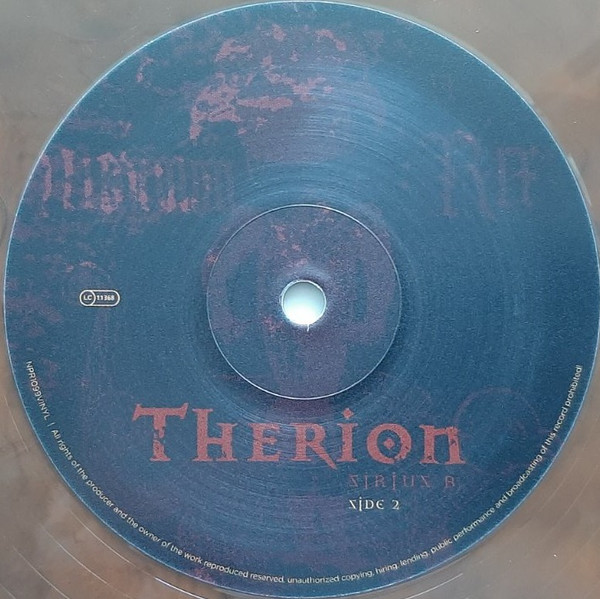 LC 11368
THERION
SIRIUS B
SIDE 2
NPR1099VINYL | All rights of the producer and the owner of the work reproduced reserved. unauthorized copying, hiring, lending, public performance and broadcasting of this record prohibited!